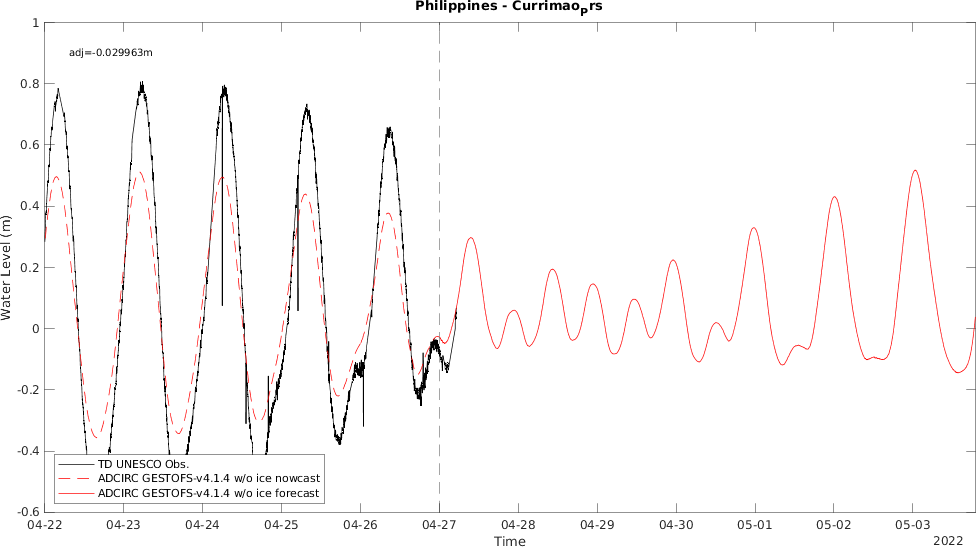 Philippines - Currimaoprs
adj=-0.029963m
1
0.8
0.6
0.4
0.2
0
-0.2
-0.4
-0.6
Water Level (m)
TD UNESCO Obs.
ADCIRC GESTOFS-v4.1.4 w/o ice nowcast
ADCIRC GESTOFS-v4.1.4 w/o ice forecast
04-22 04-23 04-24 04-25 04-26 04-27 04-28 04-29 04-30 05-01 05-02 05-03
Time
2022